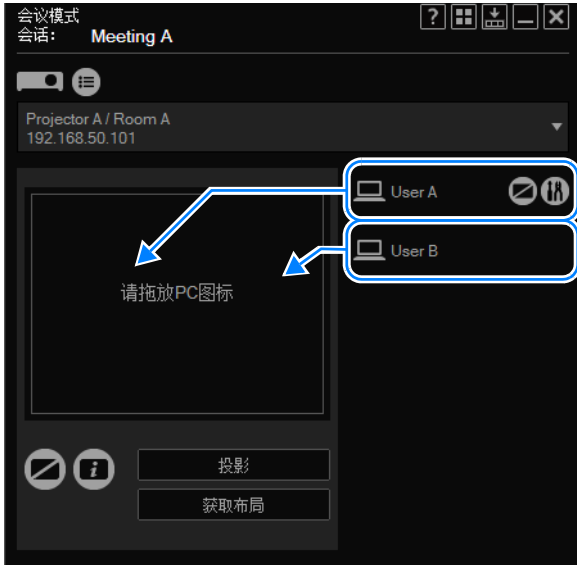 会议模式
会话: Meeting A
?
Projector A / Room A
192.168.50.101
User A
User B
请拖放PC图标
i
投影
获取布局